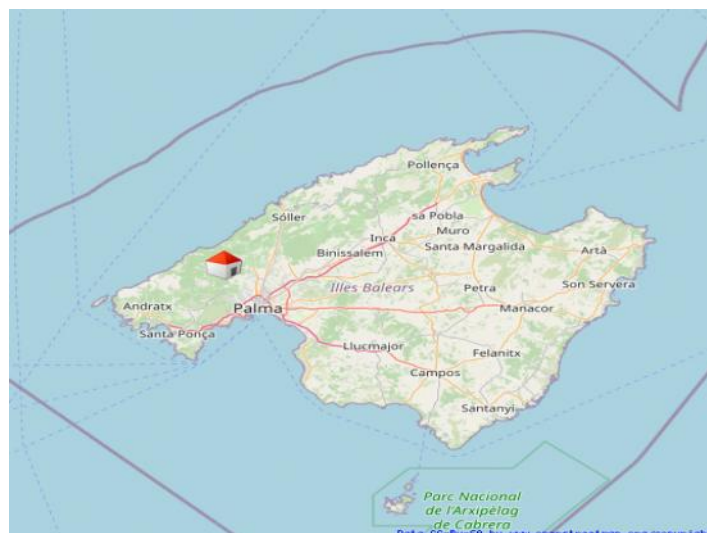 Pollença
sa Pobla
Sóller
Muro
Inca
Santa Margalida
Artà
Binissalem
Son Servera
Petra
Illes Balears
Andratx
Palma
Manacor
Santa Ponça
Llucmajor
Felanitx
Campos
Santanyí
Parc Nacional
de l'Arxipèlag
de Cabrera